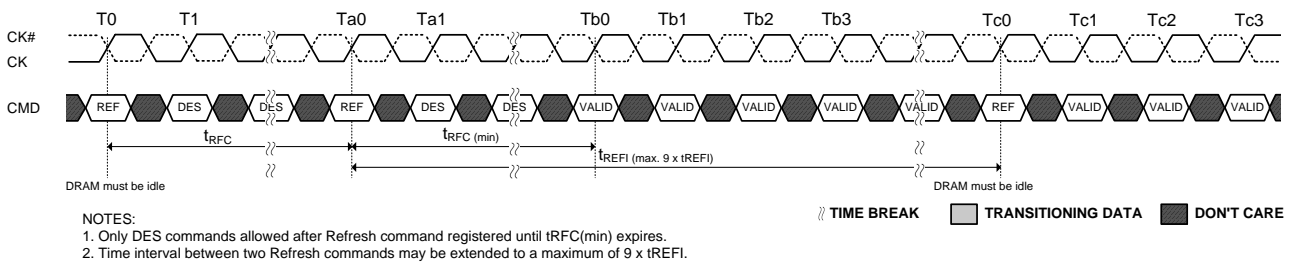 T0 T1 Ta0 Ta1 Tb0 Tb1 Tb2 Tb3 Tc0 Tc1 Tc2 Tc3
CK#
CK
CMD REF DES DES REF DES DES VALID VALID VALID VALID VALID REF VALID VALID VALID
tRFC tRFC (min)
tREFI (max. 9 x tREFI)
DRAM must be idle DRAM must be idle
TIME BREAK TRANSITIONING DATA DON'T CARE
NOTES:
1. Only DES commands allowed after Refresh command registered until tRFC(min) expires.
2. Time interval between two Refresh commands may be extended to a maximum of 9 x tREFI.